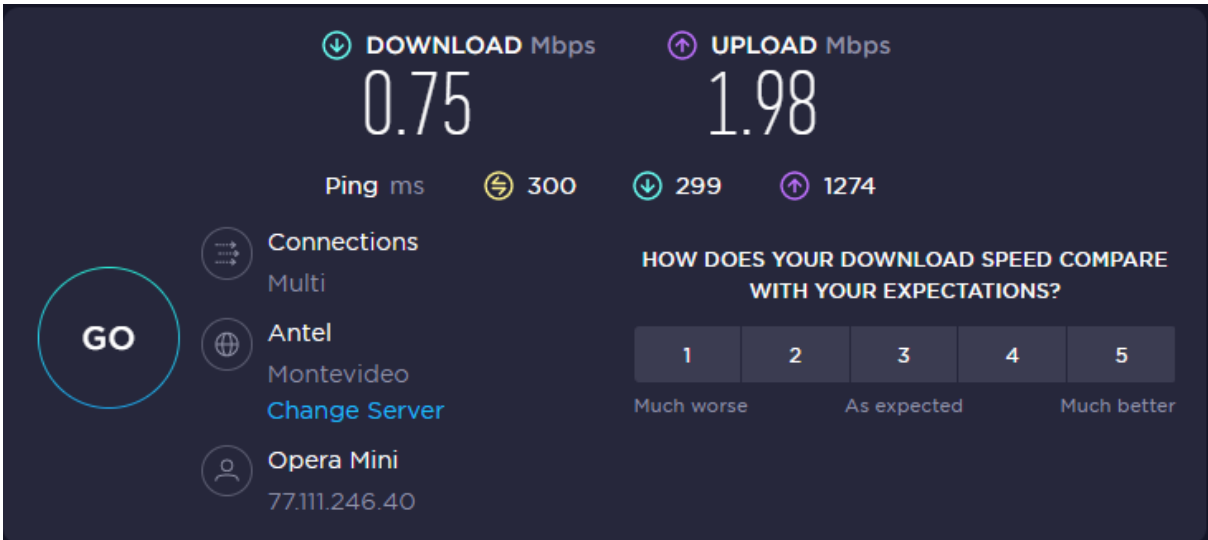 DOWNLOAD Mbps
0.75
UPLOAD Mbps
1.98
Ping ms 300 299 1274
GO
Connections
Multi
Antel
Montevideo
Change Server
Opera Mini
77.111.246.40
HOW DOES YOUR DOWNLOAD SPEED COMPARE
WITH YOUR EXPECTATIONS?
1 2 3 4 5
Much worse As expected Much better